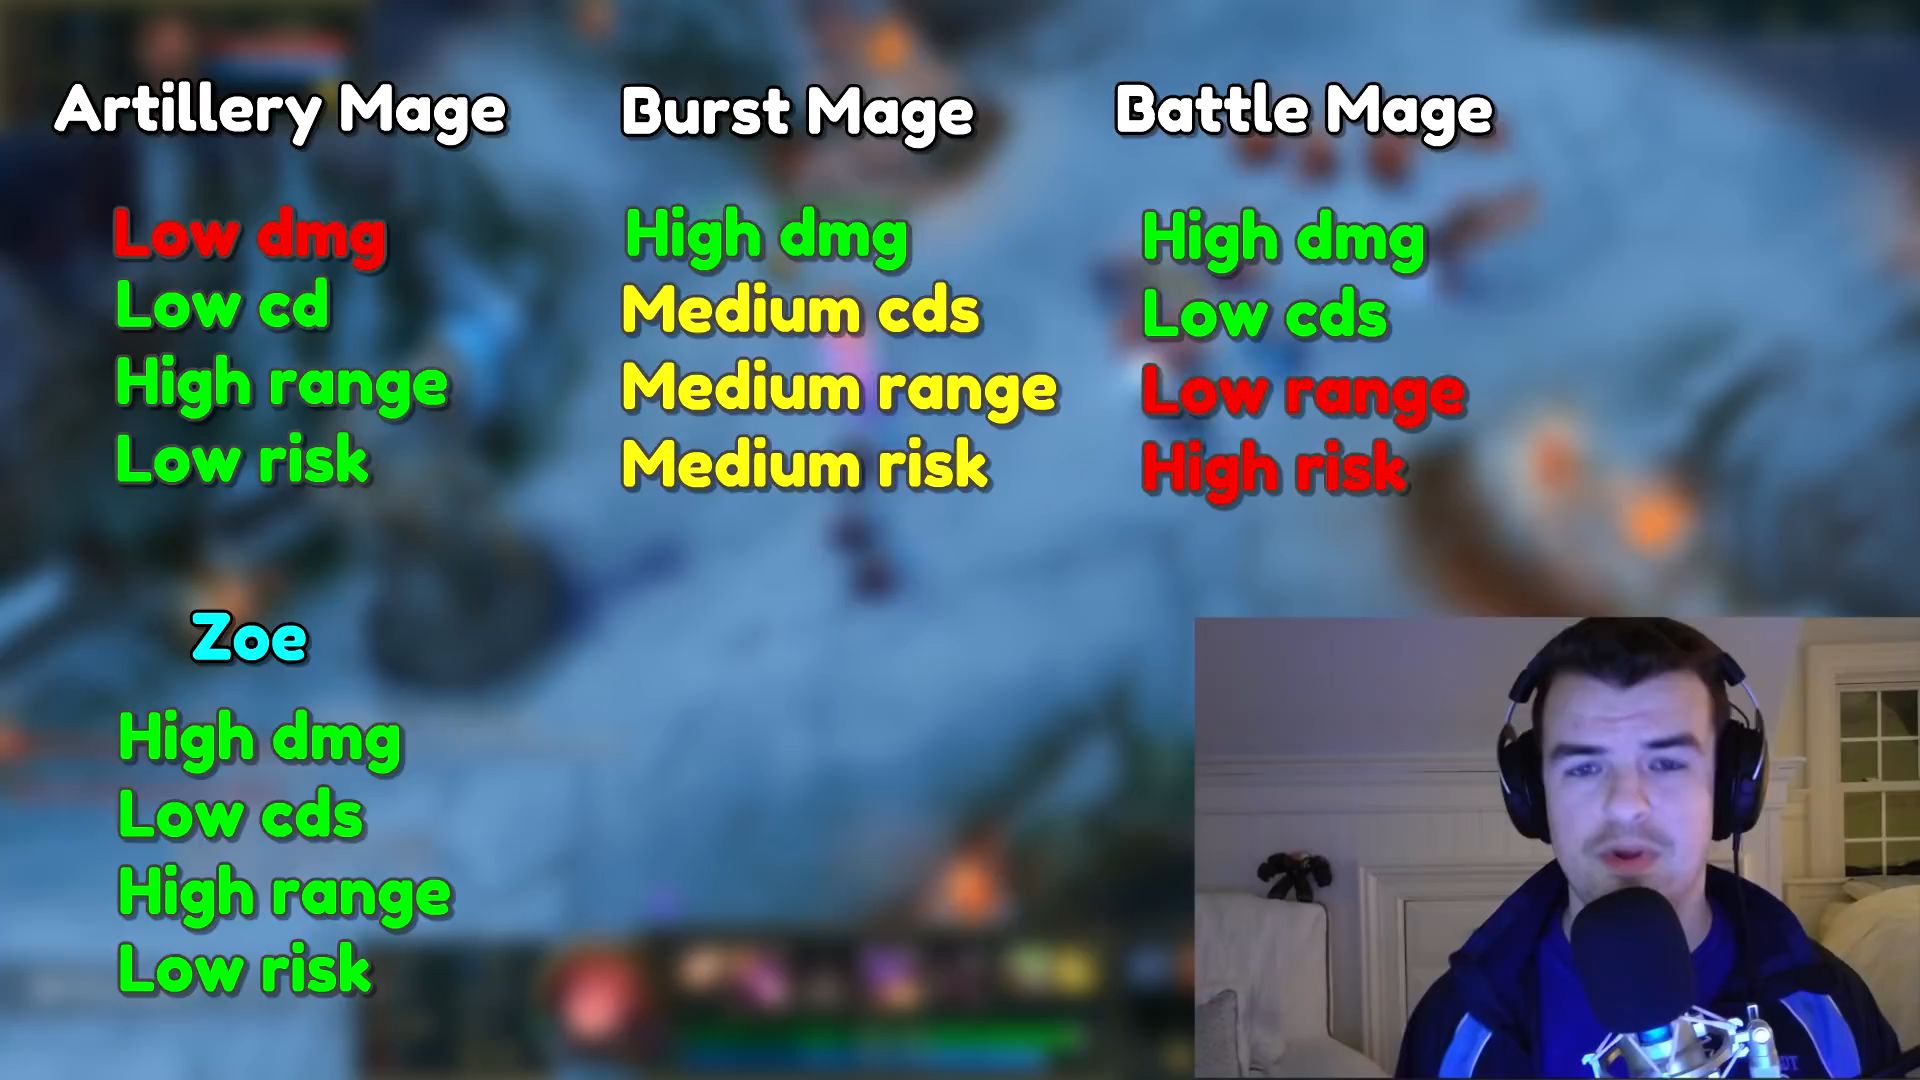 Artillery Mage
Low dmg
Low cd
High range
Low risk
Burst Mage
High dmg
Medium cds
Medium range
Medium risk
Battle Mage
High dmg
Low cds
Low range
High risk
Zoe
High dmg
Low cds
High range
Low risk